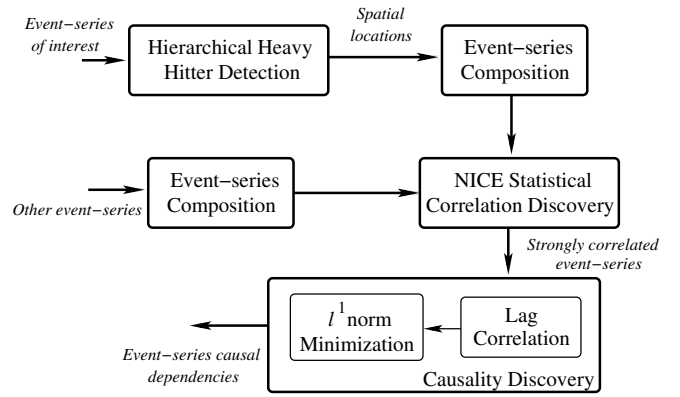 Event−series
of interest
Hierarchical Heavy
Hitter Detection
Spatial
locations
Event−series
Composition
Other event−series
Event−series
Composition
NICE Statistical
Correlation Discovery
Strongly correlated
event−series
l 1 norm
Minimization
Lag
Correlation
Causality Discovery
Event−series causal
dependencies